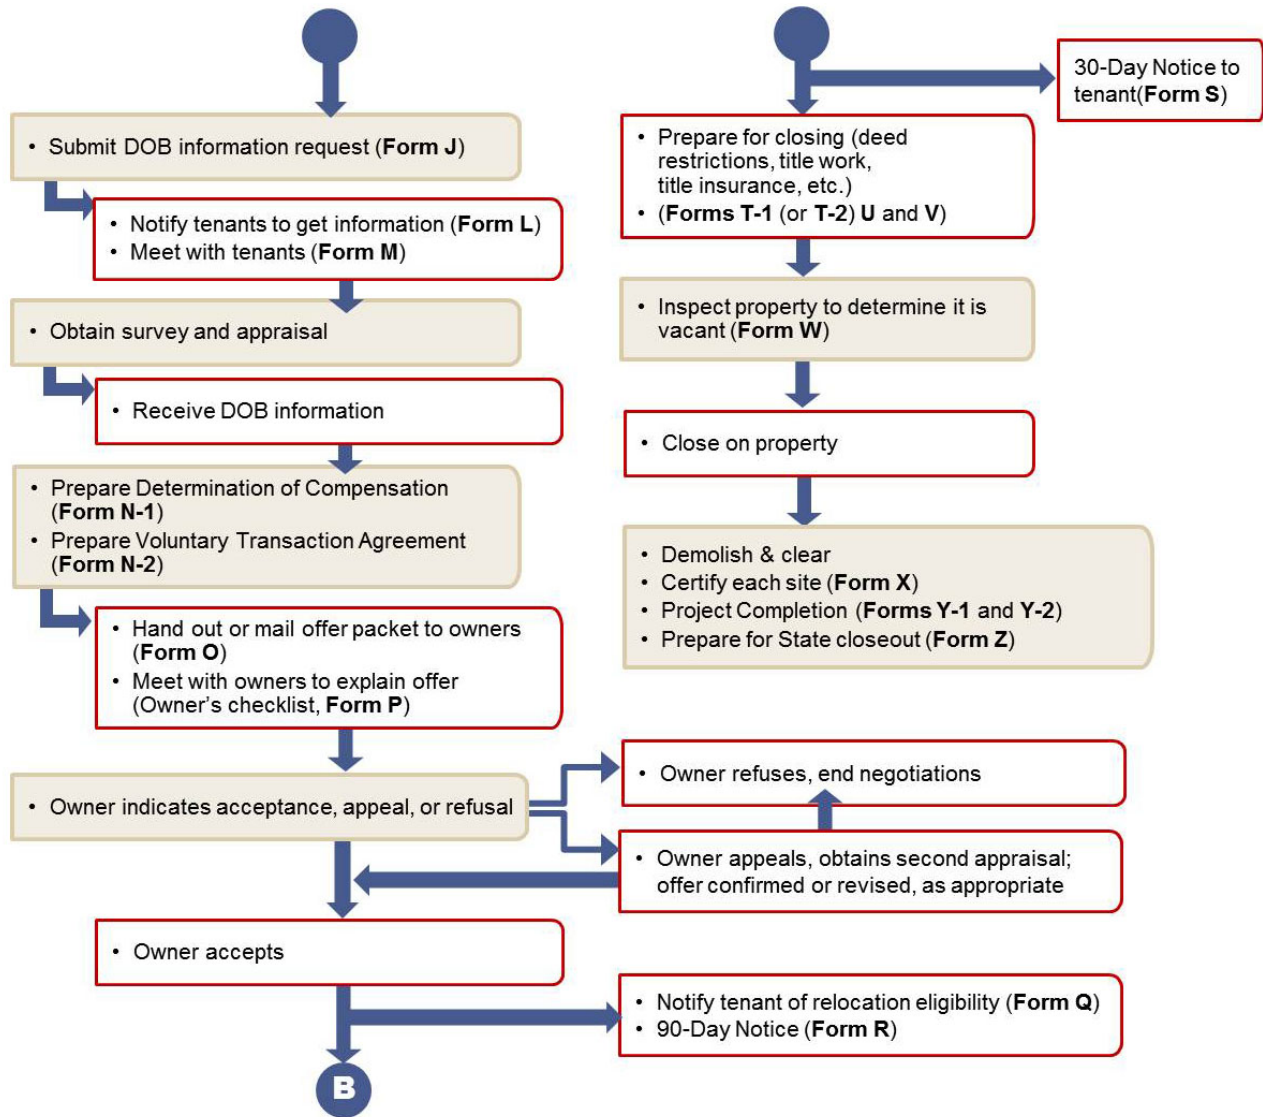 • Submit DOB information request (Form J)
• Notify tenants to get information (Form L)
• Meet with tenants (Form M)
• Obtain survey and appraisal
• Receive DOB information
• Prepare Determination of Compensation
(Form N-1)
• Prepare Voluntary Transaction Agreement
(Form N-2)
• Hand out or mail offer packet to owners
(Form O)
• Meet with owners to explain offer
(Owner's checklist, Form P)
• Owner indicates acceptance, appeal, or refusal
• Owner refuses, end negotiations
• Owner appeals, obtains second appraisal;
offer confirmed or revised, as appropriate
• Owner accepts
• Notify tenant of relocation eligibility (Form Q)
• 90-Day Notice (Form R)
B
30-Day Notice to
tenant(Form S)
• Prepare for closing (deed
restrictions, title work,
title insurance, etc.)
• (Forms T-1 (or T-2) U and V)
• Inspect property to determine it is
vacant (Form W)
• Close on property
• Demolish & clear
• Certify each site (Form X)
• Project Completion (Forms Y-1 and Y-2)
• Prepare for State closeout (Form Z)